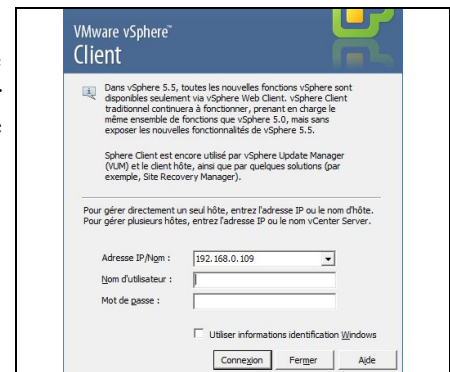 VMware vSphere™
Client
Dans vSphere 5.5, toutes les nouvelles fonctions vSphere sont
disponibles seulement via vSphere Web Client. vSphere Client
traditionnel continuera à fonctionner, prenant en charge le
même ensemble de fonctions que vSphere 5.0, mais sans
exposer les nouvelles fonctionnalités de vSphere 5.5.
Sphere Client est encore utilisé par vSphere Update Manager
(VUM) et le client hôte, ainsi que par quelques solutions (par
exemple, Site Recovery Manager).
Pour gérer directement un seul hôte, entrez l'adresse IP ou le nom d'hôte.
Pour gérer plusieurs hôtes, entrez l'adresse IP ou le nom vCenter Server.
Adresse IP/Nom : 192.168.0.109
Nom d'utilisateur :
Mot de passe :
Utiliser informations identification Windows
Connexion Fermer Aide